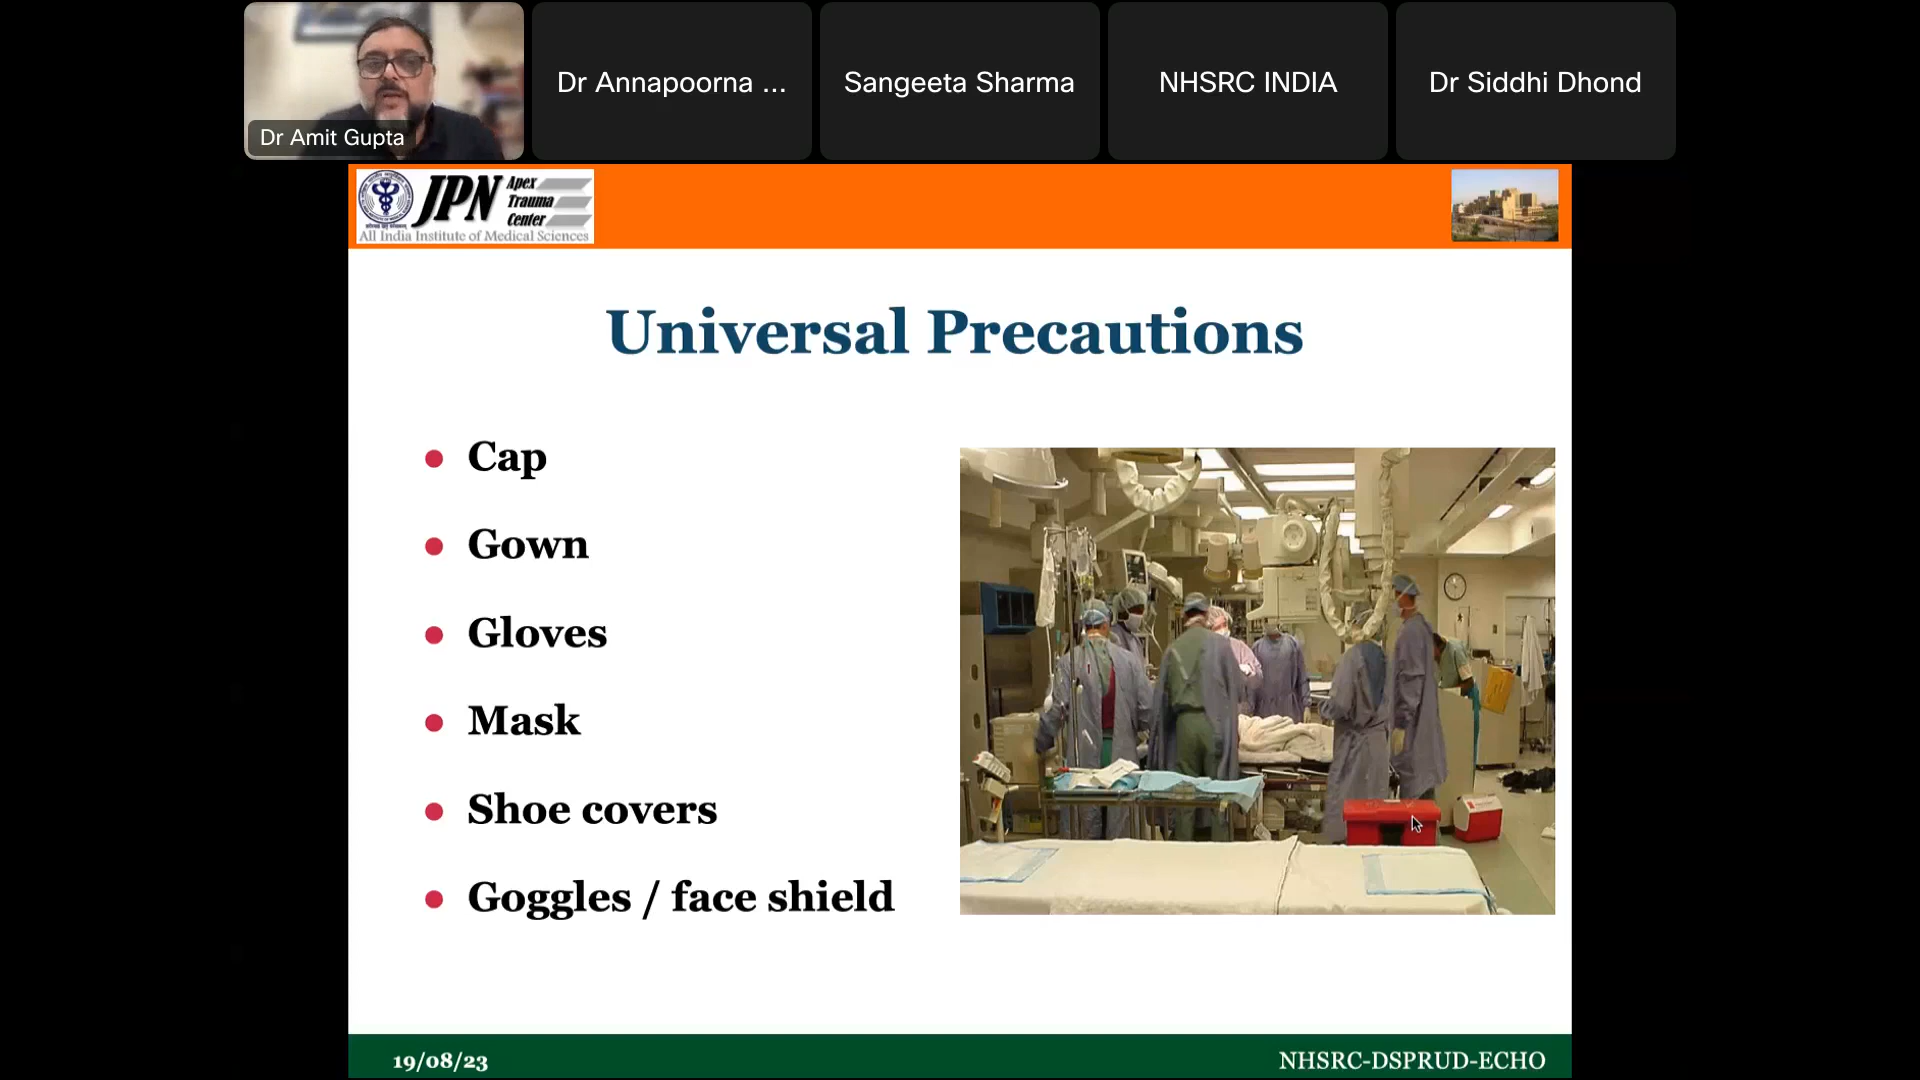 Dr Annapoorna ...
Sangeeta Sharma
NHSRC INDIA
Dr Siddhi Dhond
Dr Amit Gupta
JPN Apex
Trauma
Center
All India Institute of Medical Sciences
Universal Precautions
Cap
Gown
Gloves
Mask
Shoe covers
Goggles / face shield
19/08/23
NHSRC-DSPRUD-ECHO